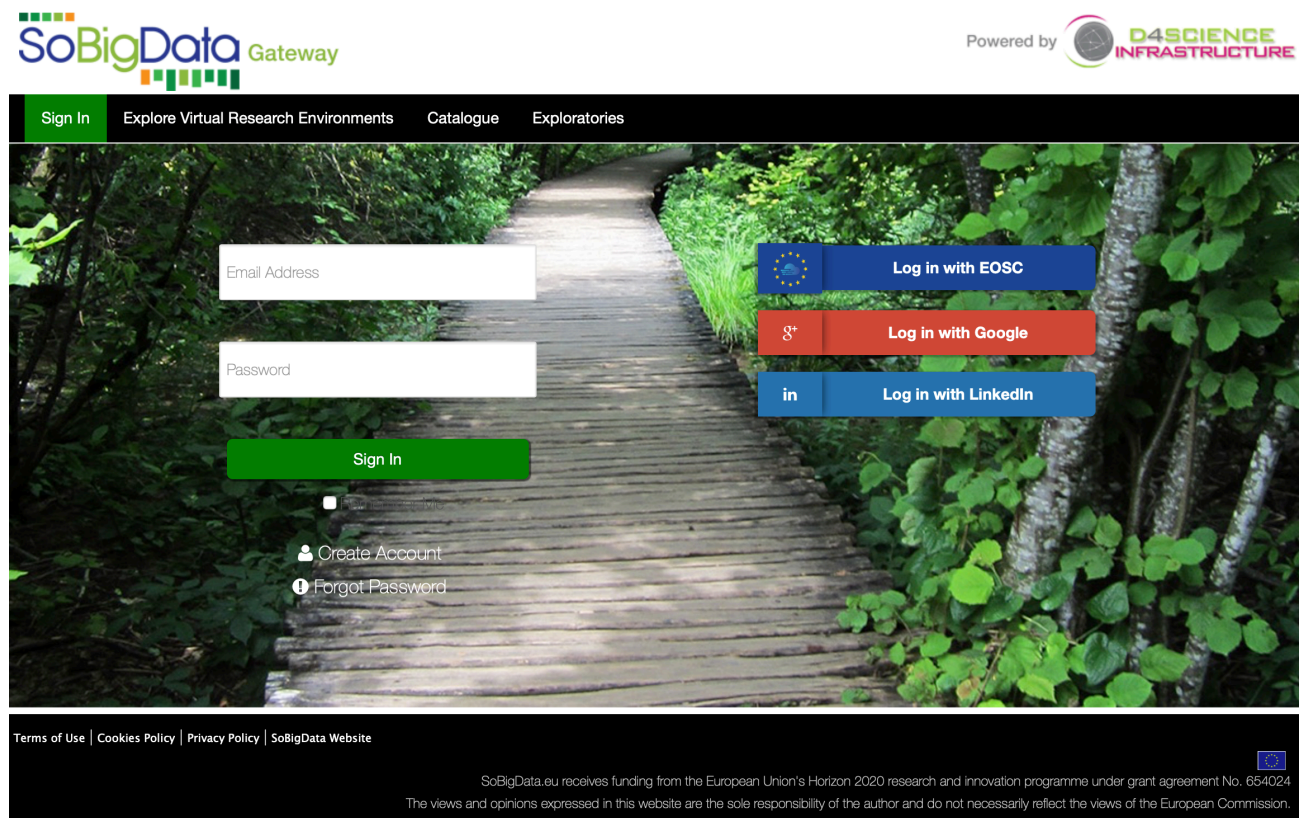 SoBigData Gateway
Powered by D4SCIENCE INFRASTRUCTURE
Sign In Explore Virtual Research Environments Catalogue Exploratories
Email Address
Log in with EOSC
g+ Log in with Google
Password
in Log in with LinkedIn
Sign In
Create Account
Forgot Password
Terms of Use | Cookies Policy | Privacy Policy | SoBigData Website
SoBigData.eu receives funding from the European Union's Horizon 2020 research and innovation programme under grant agreement No. 654024
The views and opinions expressed in this website are the sole responsibility of the author and do not necessarily reflect the views of the European Commission.